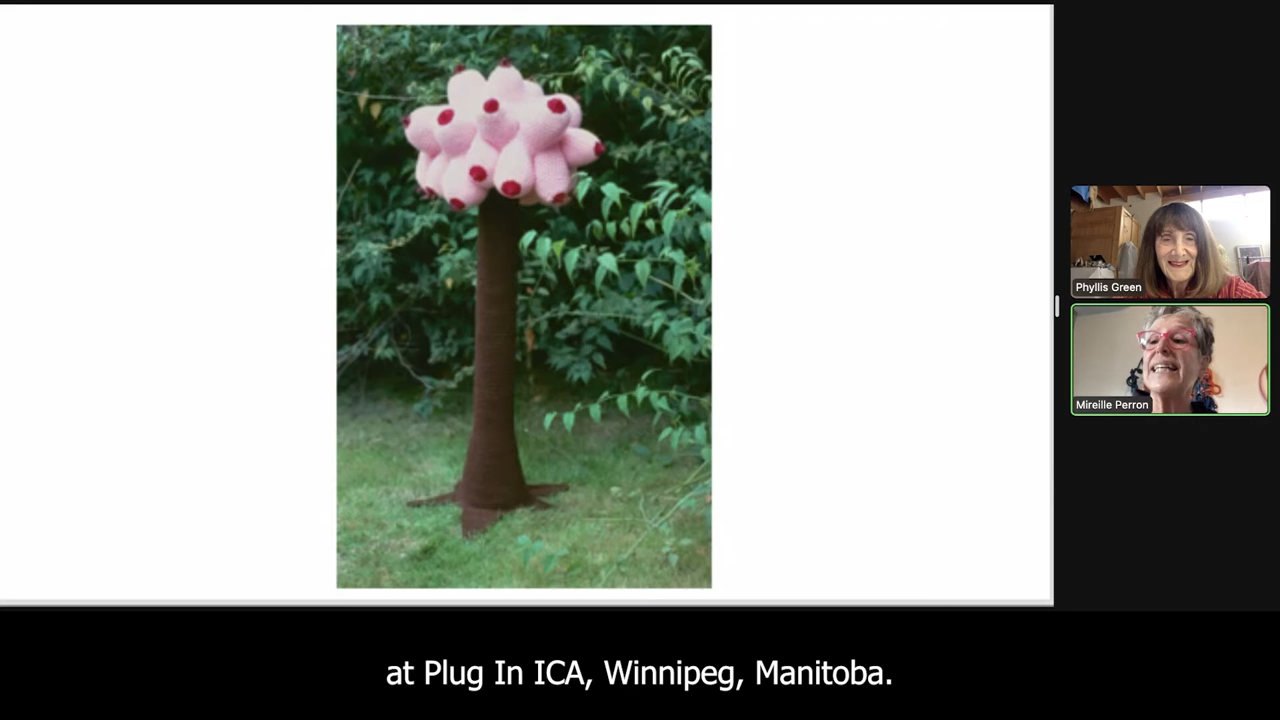 Phyllis Green
Mireille Perron
at Plug In ICA, Winnipeg, Manitoba.